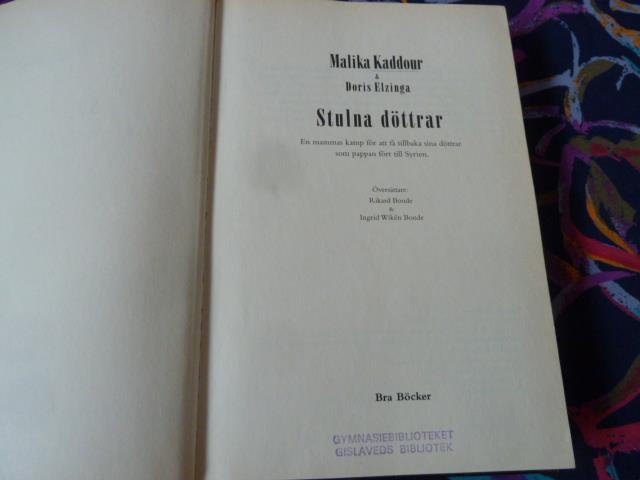 Malika Kaddour
&
Doris Elzinga
Stulna döttrar
En mammas kamp för att få tillbaka sina döttrar
som pappan fört till Syrien.
Översättare:
Rikard Bonde
&
Ingrid Wikén Bonde
Bra Böcker
GYMNASIEBIBLIOTEKET
GISLAVEDS BIBLIOTEK